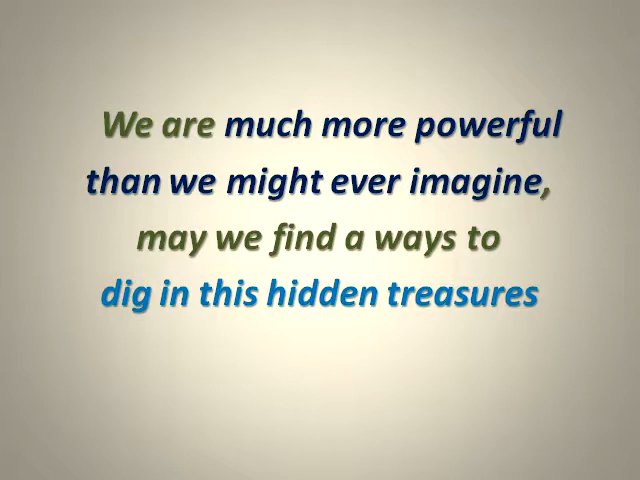 We are much more powerful
than we might ever imagine,
may we find a ways to
dig in this hidden treasures